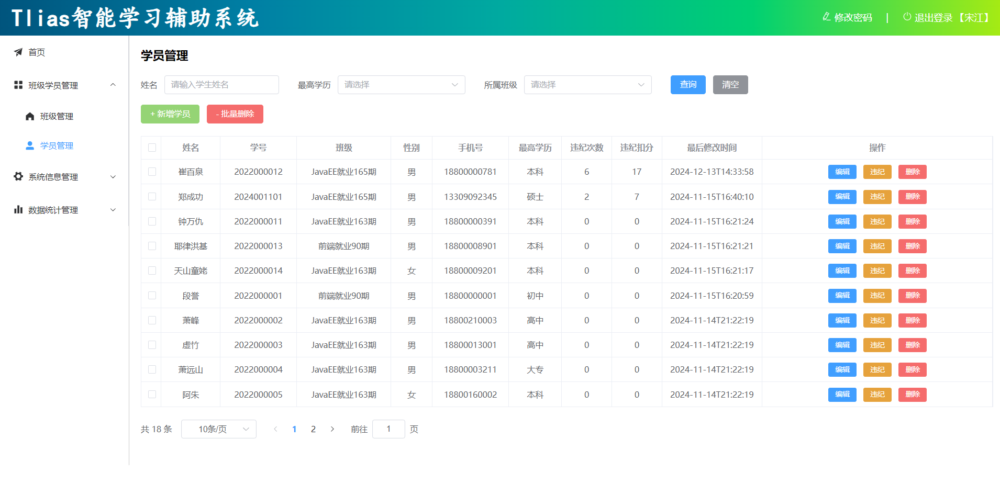 Tlias智能学习辅助系统
修改密码 | 退出登录 【宋江】
首页
班级学员管理
班级管理
学员管理
系统信息管理
数据统计管理
学员管理
姓名 请输入学生姓名 最高学历 请选择 所属班级 请选择 查询 清空
+ 新增学员 - 批量删除
姓名 学号 班级 性别 手机号 最高学历 违纪次数 违纪扣分 最后修改时间 操作
崔百泉 2022000012 JavaEE就业165期 男 18800000781 本科 6 17 2024-12-13T14:33:58 编辑 违纪 删除
郑成功 2024001101 JavaEE就业165期 男 13309092345 硕士 2 7 2024-11-15T16:40:10 编辑 违纪 删除
钟万仇 2022000011 JavaEE就业163期 男 18800000391 本科 0 0 2024-11-15T16:21:24 编辑 违纪 删除
耶律洪基 2022000013 前端就业90期 男 18800008901 本科 0 0 2024-11-15T16:21:21 编辑 违纪 删除
天山童姥 2022000014 JavaEE就业163期 女 18800009201 本科 0 0 2024-11-15T16:21:17 编辑 违纪 删除
段誉 2022000001 前端就业90期 男 18800000001 初中 0 0 2024-11-15T16:20:59 编辑 违纪 删除
萧峰 2022000002 JavaEE就业163期 男 18800210003 高中 0 0 2024-11-14T21:22:19 编辑 违纪 删除
虚竹 2022000003 JavaEE就业163期 男 18800013001 高中 0 0 2024-11-14T21:22:19 编辑 违纪 删除
萧远山 2022000004 JavaEE就业163期 男 18800003211 大专 0 0 2024-11-14T21:22:19 编辑 违纪 删除
阿朱 2022000005 JavaEE就业163期 女 18800160002 本科 0 0 2024-11-14T21:22:19 编辑 违纪 删除
共 18 条 10条/页 1 2 前往 1 页